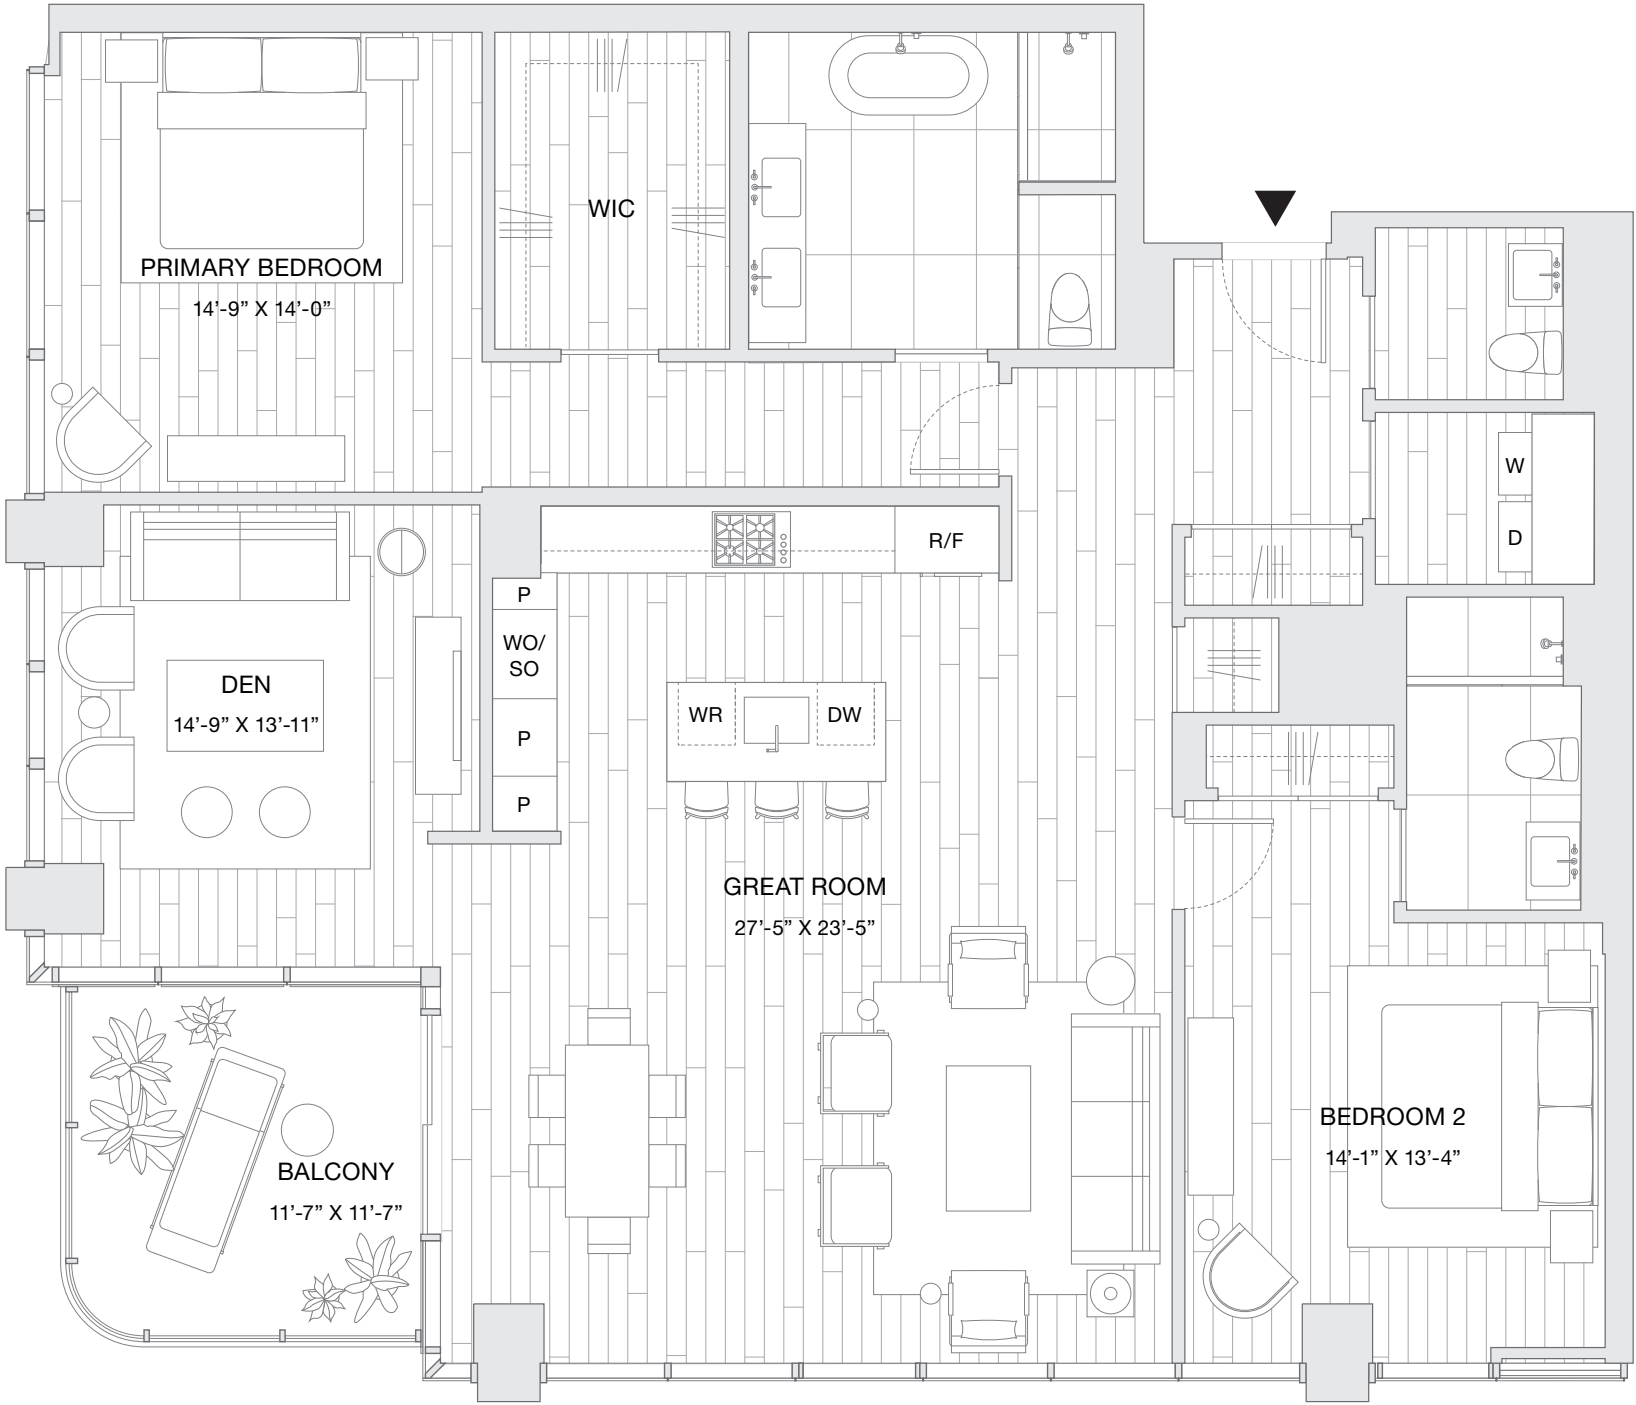 WIC
PRIMARY BEDROOM
14’-9” X 14’-0”
W
D
R/F
P
WO/
SO
P
P
WR
DW
DEN
14’-9” X 13’-11”
GREAT ROOM
27’-5” X 23’-5”
BEDROOM 2
14’-1” X 13’-4”
BALCONY
11’-7” X 11’-7”